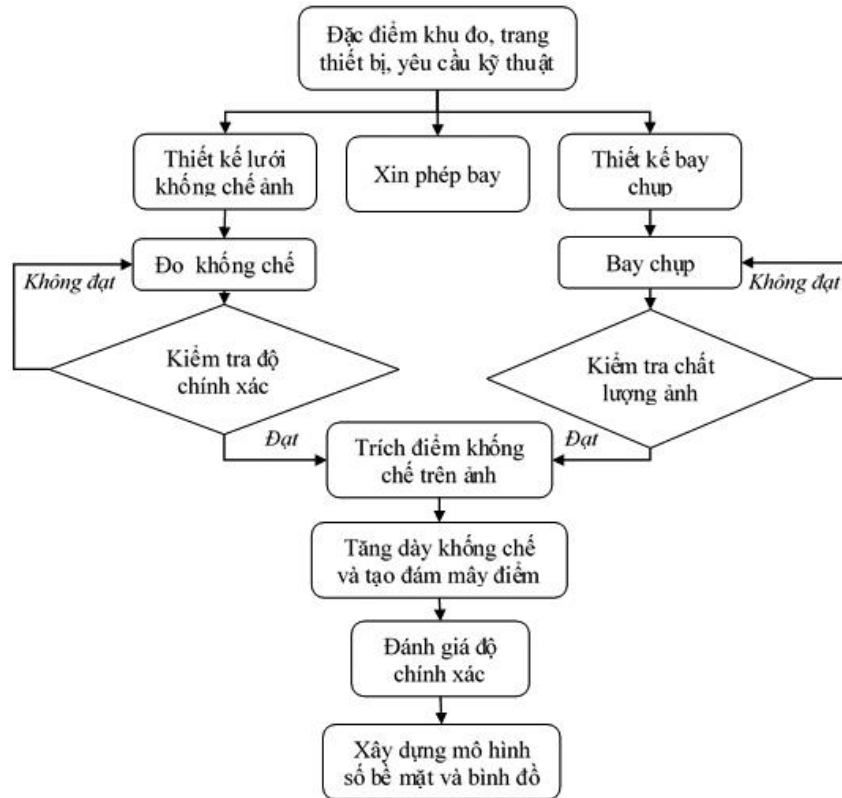 Đặc điểm khu đo, trang
thiết bị, yêu cầu kỹ thuật
Thiết kế lưới
khống chế ảnh
Xin phép bay
Thiết kế bay
chụp
Không đạt
Đo khống chế
Bay chụp
Không đạt
Kiểm tra độ
chính xác
Kiểm tra chất
lượng ảnh
Đạt
Trích điểm khống
chế trên ảnh
Đạt
Tăng dày khống chế
và tạo đám mây điểm
Đánh giá độ
chính xác
Xây dựng mô hình
số bề mặt và bình đồ